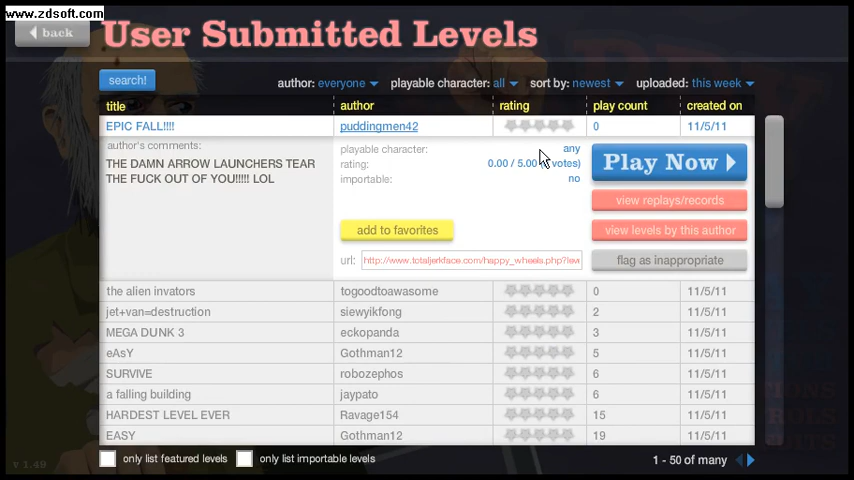 www.zdsoft.com
back
User Submitted Levels
search!
author: everyone playable character: all sort by: newest uploaded: this week
title author rating play count created on
EPIC FALL!!!! puddingmen42 0 11/5/11
author's comments:
THE DAMN ARROW LAUNCHERS TEAR
THE FUCK OUT OF YOU!!!!! LOL
playable character: any
rating: 0.00 / 5.00 votes)
importable: no
Play Now
view replays/records
add to favorites
view levels by this author
url: http://www.totaljerkface.com/happy_wheels.php?lev
flag as inappropriate
the alien invators togoodtoawasome 0 11/5/11
jet+van=destruction siewyikfong 2 11/5/11
MEGA DUNK 3 eckopanda 3 11/5/11
eAsY Gothman12 5 11/5/11
SURVIVE robozephos 6 11/5/11
a falling building jaypato 6 11/5/11
HARDEST LEVEL EVER Ravage154 15 11/5/11
EASY Gothman12 19 11/5/11
only list featured levels only list importable levels 1 - 50 of many
v 1.49